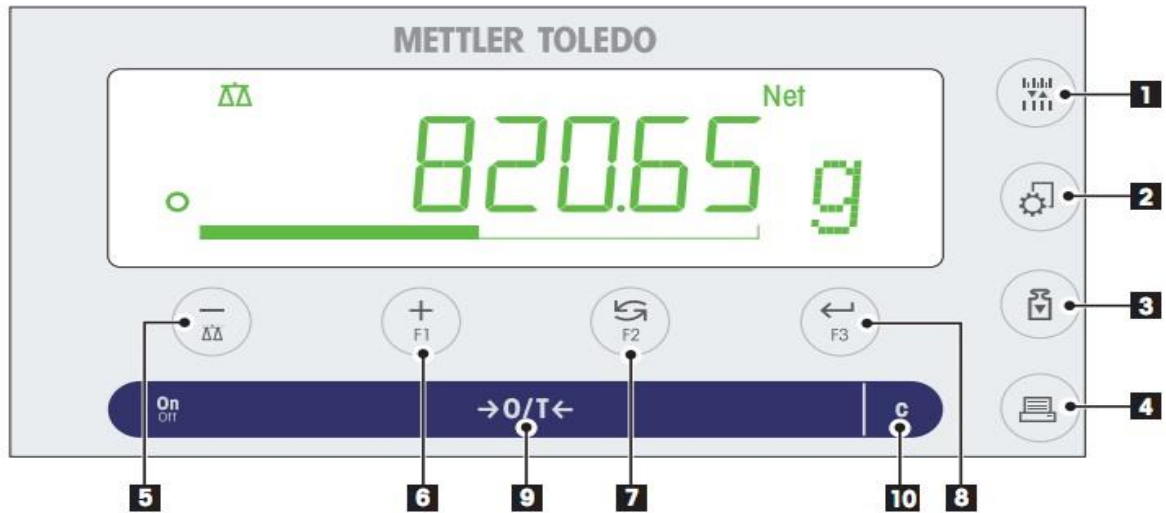 METTLER TOLEDO
Net
820.65 g
1
2
3
4
F1
F2
F3
On
Off
→O/T←
C
5
6
9
7
10
8